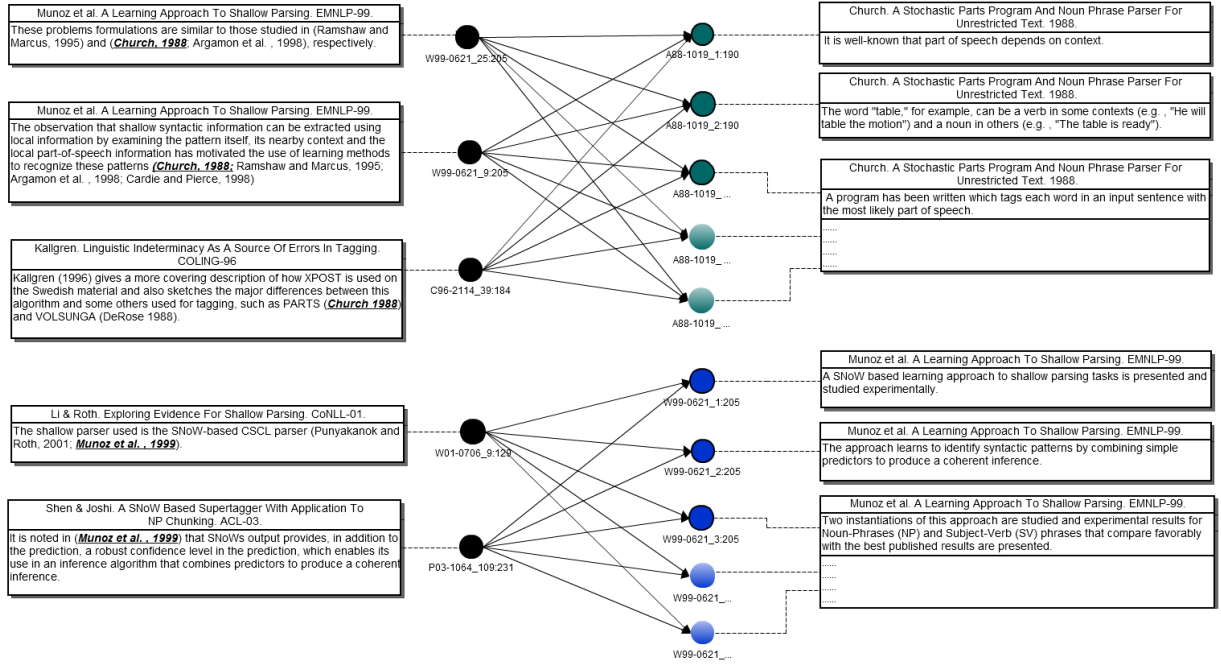 Munoz et al. A Learning Approach To Shallow Parsing. EMNLP-99.
These problems formulations are similar to those studied in (Ramshaw and
Marcus, 1995) and (Church, 1988; Argamon et al. , 1998), respectively.
W99-0621_25:205
Munoz et al. A Learning Approach To Shallow Parsing. EMNLP-99.
The observation that shallow syntactic information can be extracted using
local information by examining the pattern itself, its nearby context and the
local part-of-speech information has motivated the use of learning methods
to recognize these patterns (Church, 1988; Ramshaw and Marcus, 1995;
Argamon et al. , 1998; Cardie and Pierce, 1998)
W99-0621_9:205
Kallgren. Linguistic Indeterminacy As A Source Of Errors In Tagging.
COLING-96
Kallgren (1996) gives a more covering description of how XPOST is used on
the Swedish material and also sketches the major differences between this
algorithm and some others used for tagging, such as PARTS (Church 1988)
and VOLSUNGA (DeRose 1988).
C96-2114_39:184
A88-1019_1:190
A88-1019_2:190
A88-1019_ ...
A88-1019_ ...
A88-1019_ ...
Church. A Stochastic Parts Program And Noun Phrase Parser For
Unrestricted Text. 1988.
It is well-known that part of speech depends on context.
Church. A Stochastic Parts Program And Noun Phrase Parser For
Unrestricted Text. 1988.
The word "table," for example, can be a verb in some contexts (e.g. , "He will
table the motion") and a noun in others (e.g. , "The table is ready").
Church. A Stochastic Parts Program And Noun Phrase Parser For
Unrestricted Text. 1988.
A program has been written which tags each word in an input sentence with
the most likely part of speech.
......
......
......
......
Li & Roth. Exploring Evidence For Shallow Parsing. CoNLL-01.
The shallow parser used is the SNoW-based CSCL parser (Punyakanok and
Roth, 2001; Munoz et al. , 1999).
W01-0706_9:129
Shen & Joshi. A SNoW Based Supertagger With Application To
NP Chunking. ACL-03.
It is noted in (Munoz et al. , 1999) that SNoWs output provides, in addition to
the prediction, a robust confidence level in the prediction, which enables its
use in an inference algorithm that combines predictors to produce a coherent
inference.
P03-1064_109:231
W99-0621_1:205
W99-0621_2:205
W99-0621_3:205
W99-0621_...
W99-0621_...
Munoz et al. A Learning Approach To Shallow Parsing. EMNLP-99.
A SNoW based learning approach to shallow parsing tasks is presented and
studied experimentally.
Munoz et al. A Learning Approach To Shallow Parsing. EMNLP-99.
The approach learns to identify syntactic patterns by combining simple
predictors to produce a coherent inference.
Munoz et al. A Learning Approach To Shallow Parsing. EMNLP-99.
Two instantiations of this approach are studied and experimental results for
Noun-Phrases (NP) and Subject-Verb (SV) phrases that compare favorably
with the best published results are presented.
......
......
......
......